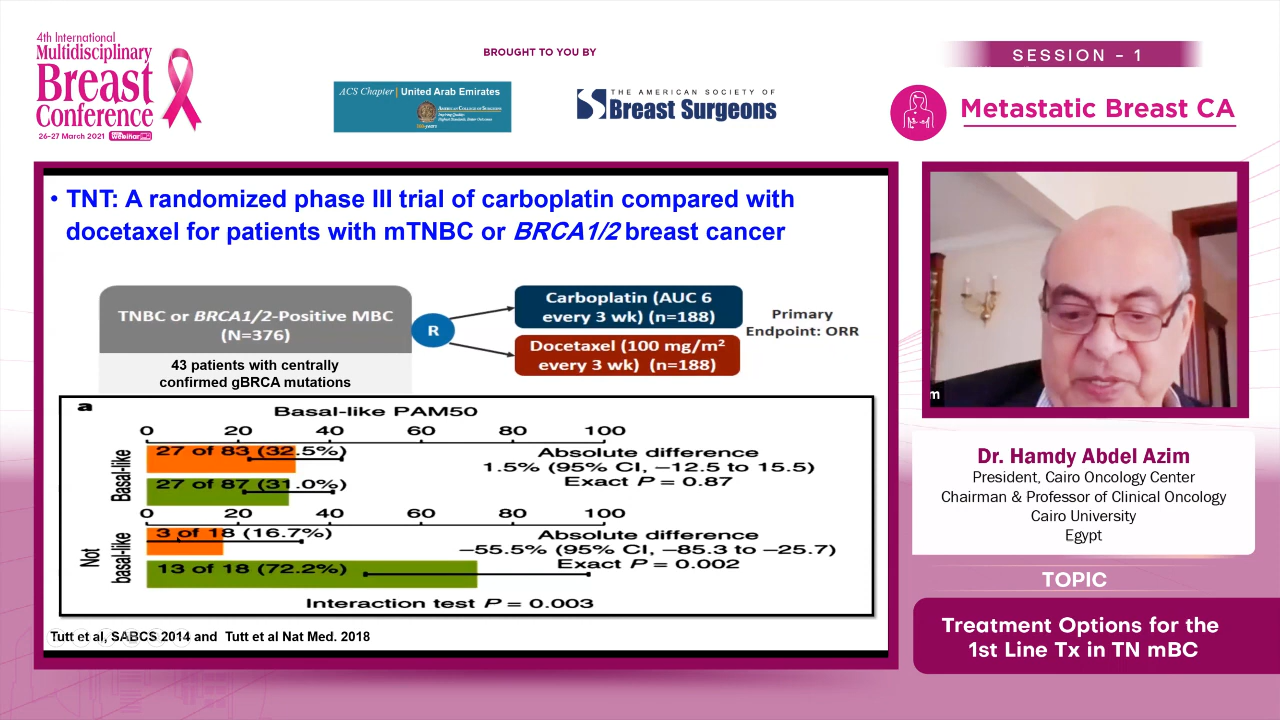 4th International
Multidisciplinary
Breast
Conference
26-27 March 2021 Webinar
BROUGHT TO YOU BY
ACS Chapter | United Arab Emirates
AMERICAN COLLEGE OF SURGEONS
Inspiring Quality:
Highest Standards, Better Outcomes
THE AMERICAN SOCIETY OF
Breast Surgeons
SESSION - 1
Metastatic Breast CA
• TNT: A randomized phase III trial of carboplatin compared with
docetaxel for patients with mTNBC or BRCA1/2 breast cancer
TNBC or BRCA1/2-Positive MBC
(N=376)
43 patients with centrally
confirmed gBRCA mutations
R
Carboplatin (AUC 6
every 3 wk) (n=188)
Docetaxel (100 mg/m²
every 3 wk) (n=188)
Primary
Endpoint: ORR
a
Basal-like PAM50
0 20 40 60 80 100
Basal-like
27 of 83 (32.5%)
27 of 87 (31.0%)
Absolute difference
1.5% (95% CI, –12.5 to 15.5)
Exact P = 0.87
0 20 40 60 80 100
Not
basal-like
3 of 18 (16.7%)
13 of 18 (72.2%)
Absolute difference
–55.5% (95% CI, –85.3 to –25.7)
Exact P = 0.002
Interaction test P = 0.003
Tutt et al, SABCS 2014 and Tutt et al Nat Med. 2018
m
Dr. Hamdy Abdel Azim
President, Cairo Oncology Center
Chairman & Professor of Clinical Oncology
Cairo University
Egypt
TOPIC
Treatment Options for the
1st Line Tx in TN mBC